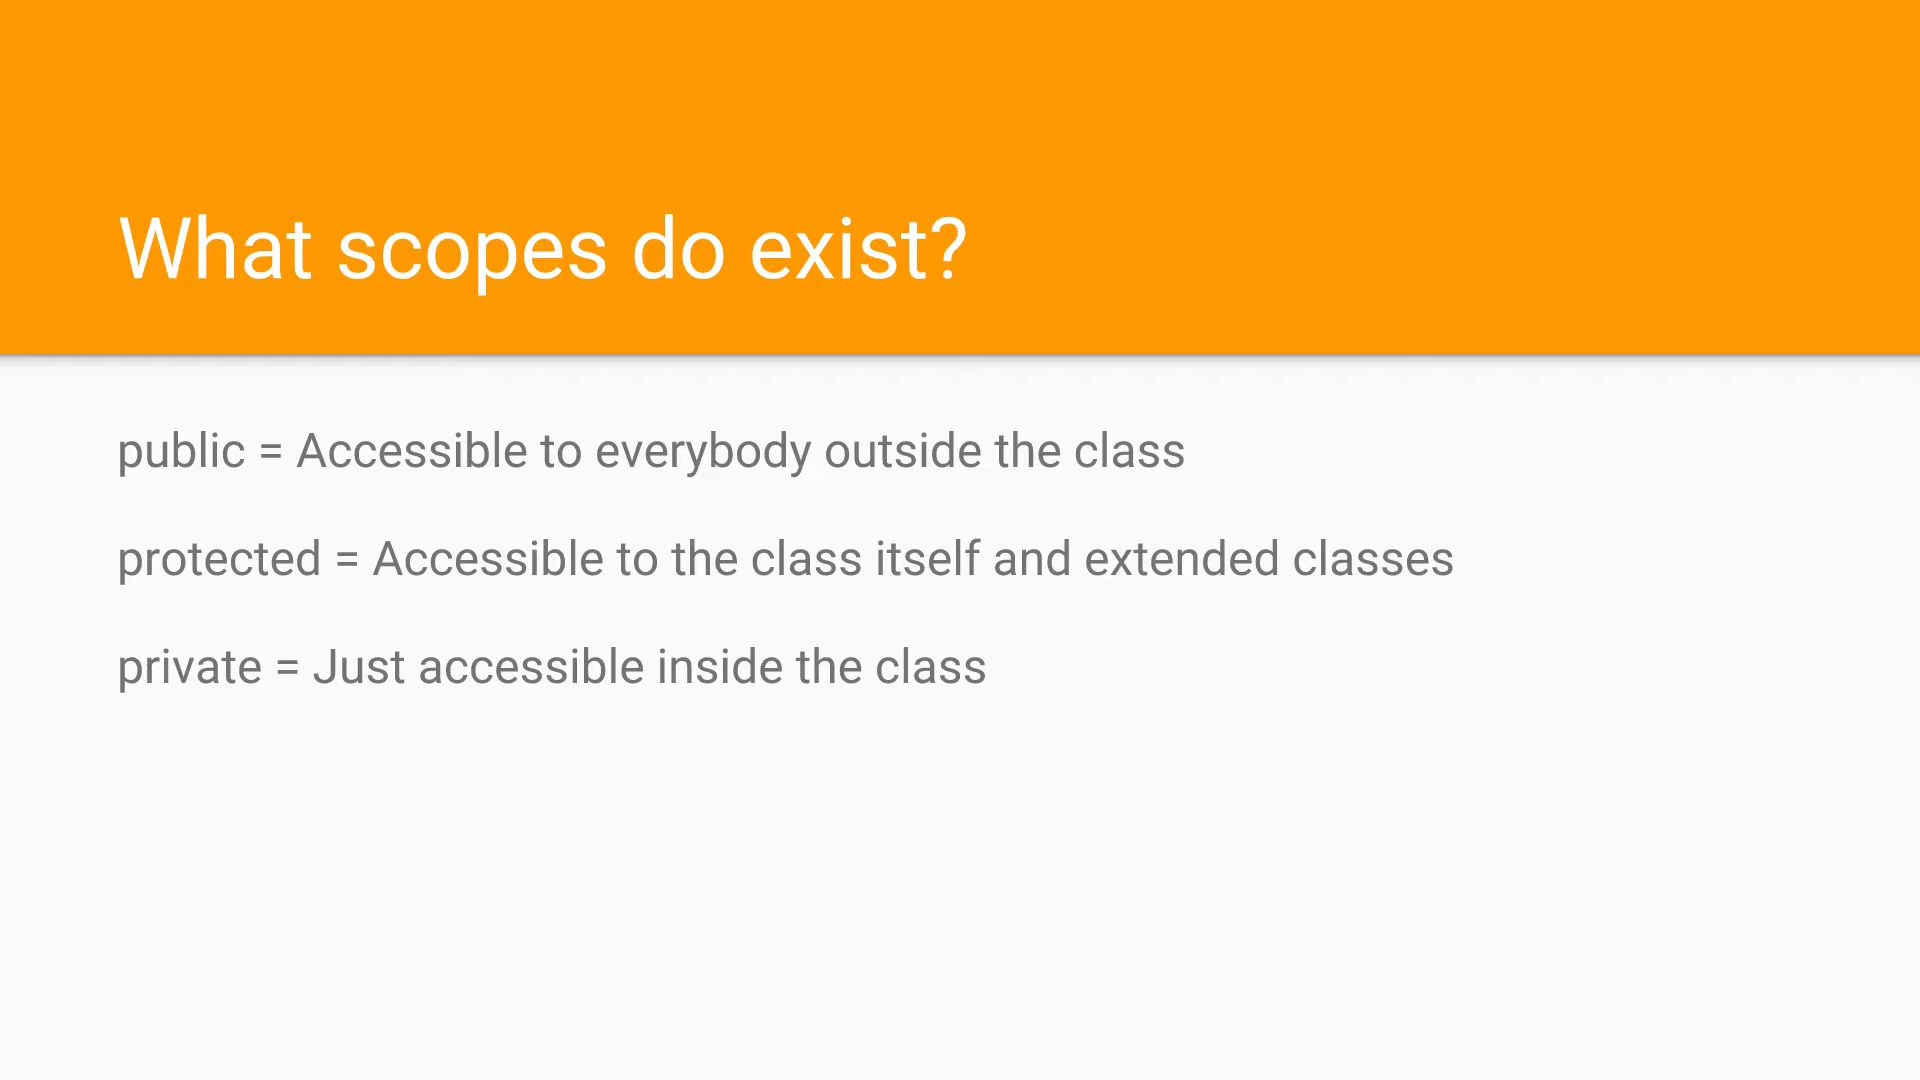 What scopes do exist?
public = Accessible to everybody outside the class
protected = Accessible to the class itself and extended classes
private = Just accessible inside the class